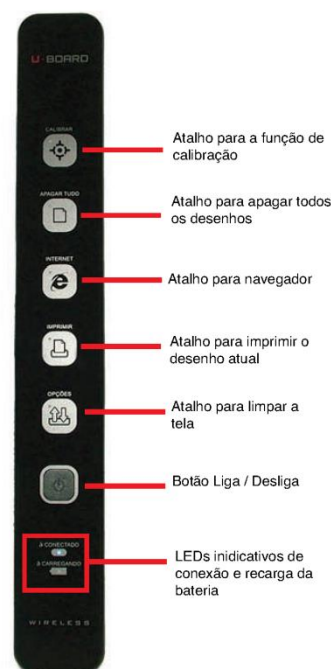 U-BOARD
CALIBRAR
Atalho para a função de
calibração
APAGAR TUDO
Atalho para apagar todos
os desenhos
INTERNET
Atalho para navegador
IMPRIMIR
Atalho para imprimir o
desenho atual
OPÇÕES
Atalho para limpar a
tela
Botão Liga / Desliga
CONECTADO
CARREGANDO
LEDs inidicativos de
conexão e recarga da
bateria
WIRELESS